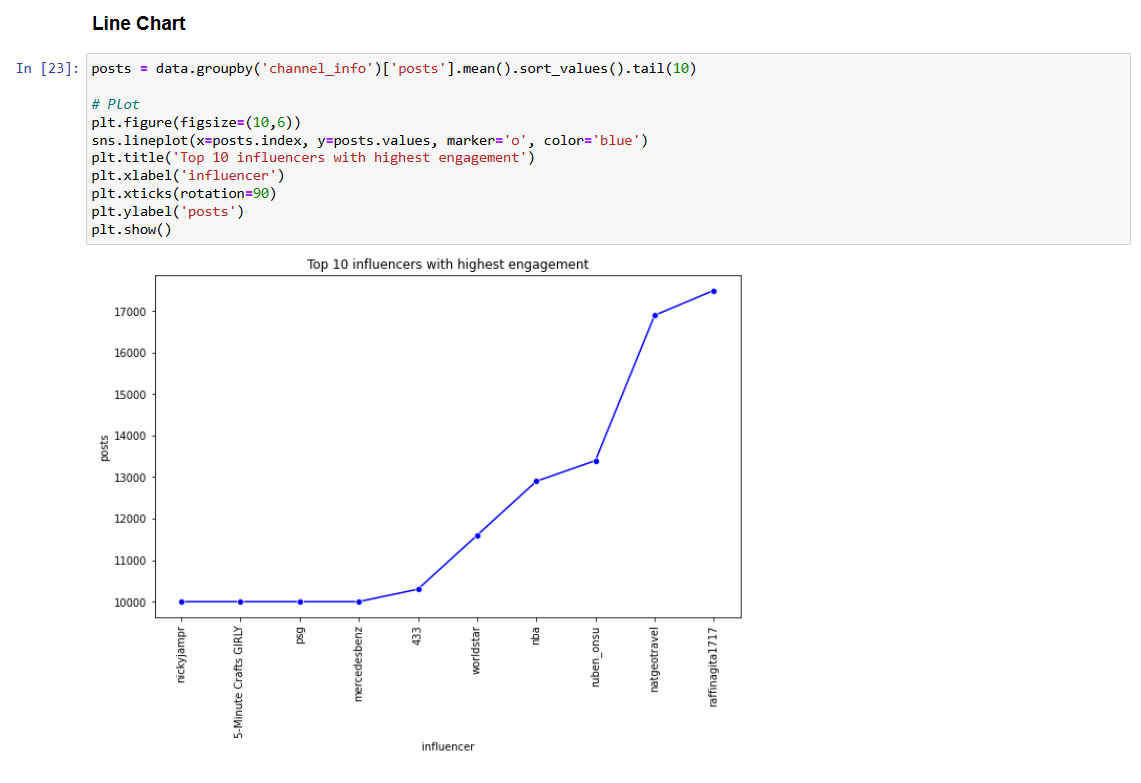 Line Chart
In [23]: posts = data.groupby('channel_info')['posts'].mean().sort_values().tail(10)
# Plot
plt.figure(figsize=(10,6))
sns.lineplot(x=posts.index, y=posts.values, marker='o', color='blue')
plt.title('Top 10 influencers with highest engagement')
plt.xlabel('influencer')
plt.xticks(rotation=90)
plt.ylabel('posts')
plt.show()
Top 10 influencers with highest engagement
17000
16000
15000
14000
13000
12000
11000
10000
posts
nickyjampr
5-Minute Crafts GIRLY
psg
mercedesbenz
433
worldstar
nba
ruben_onsu
natgeotravel
raffinagita1717
influencer